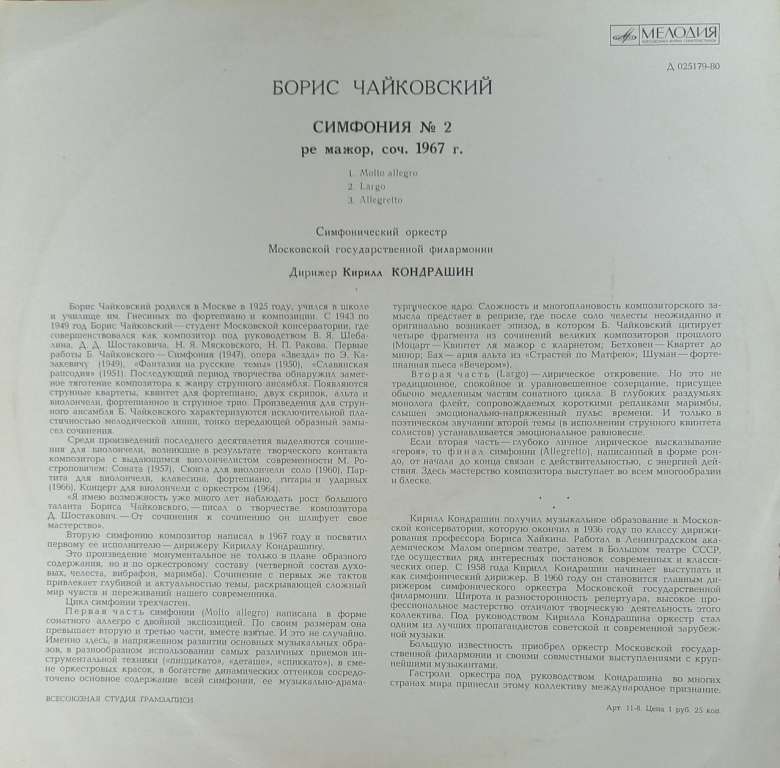 МЕЛОДИЯ
Д 025179-80
БОРИС ЧАЙКОВСКИЙ
СИМФОНИЯ № 2
ре мажор, соч. 1967 г.
1. Molto allegro
2. Largo
3. Allegretto
Симфонический оркестр
Московской государственной филармонии
Дирижер Кирилл КОНДРАШИН
Борис Чайковский родился в Москве в 1925 году, учился в школе
и училище им. Гнесиных по фортепиано и композиции. С 1943 по
1949 год Борис Чайковский — студент Московской консерватории, где
совершенствовался как композитор под руководством В. Я. Шеба-
лина, Д. Д. Шостаковича, Н. Я. Мясковского, Н. П. Ракова. Первые
работы Б. Чайковского — Симфония (1947), опера «Звезда» по Э. Ка-
закевичу (1949), «Фантазия на русские темы» (1950), «Славянская
рапсодия» (1951). Последующий период творчества обнаружил замет-
ное тяготение композитора к жанру струнного ансамбля. Появляются
струнные квартеты, квинтет для фортепиано, двух скрипок, альта и
виолончели, фортепианное и струнное трио. Произведения для струн-
ного ансамбля Б. Чайковского характеризуются исключительной пла-
стичностью мелодической линии, тонко передающей образный замы-
сел сочинения.
Среди произведений последнего десятилетия выделяются сочине-
ния для виолончели, возникшие в результате творческого контакта
композитора с выдающимся виолончелистом современности М. Ро-
строповичем: Соната (1957), Сюита для виолончели соло (1960), Пар-
тита для виолончели, клавесина, фортепиано, гитары и ударных
(1966), Концерт для виолончели с оркестром (1964).
«Я имею возможность уже много лет наблюдать рост большого
таланта Бориса Чайковского, — писал о творчестве композитора
Д. Шостакович. — От сочинения к сочинению он шлифует свое
мастерство».
Вторую симфонию композитор написал в 1967 году и посвятил
первому ее исполнителю — дирижеру Кириллу Кондрашину.
Это произведение монументальное не только в плане образного
содержания, но и по оркестровому составу (четверной состав духо-
вых, челеста, вибрафон, маримба). Сочинение с первых же тактов
привлекает глубиной и актуальностью темы, раскрывающей сложный
мир чувств и переживаний нашего современника.
Цикл симфонии трехчастен.
Первая часть симфонии (Molto allegro) написана в форме
сонатного аллегро с двойной экспозицией. По своим размерам она
превышает вторую и третью части, вместе взятые. И это не случайно.
Именно здесь, в напряженном развитии основных музыкальных обра-
зов, в разнообразном использовании самых различных приемов ин-
струментальной техники («пиццикато», «деташе», «спиккато»), в сме-
не оркестровых красок, в богатстве динамических оттенков сосредо-
точено основное содержание всей симфонии, ее музыкально-драма-
ВСЕСОЮЗНАЯ СТУДИЯ ГРАМЗАПИСИ
тургическое ядро. Сложность и многоплановость композиторского за-
мысла предстает в репризе, где после соло челесты неожиданно и
оригинально возникает эпизод, в котором Б. Чайковский цитирует
четыре фрагмента из сочинений великих композиторов прошлого
(Моцарт — Квинтет ля мажор с кларнетом; Бетховен — Квартет до
минор; Бах — ария альта из «Страстей по Матфею»; Шуман — форте-
пианная пьеса «Вечером»).
Вторая часть (Largo) — лирическое откровение. Но это не
традиционное, спокойное и уравновешенное созерцание, присущее
обычно медленным частям сонатного цикла. В глубоких раздумьях
монолога флейт, сопровождаемых короткими репликами маримбы,
слышен эмоционально-напряженный пульс времени. И только в
поэтическом звучании второй темы (в исполнении струнного квинтета
солистов) устанавливается эмоциональное равновесие.
Если вторая часть — глубоко личное лирическое высказывание
«героя», то финал симфонии (Allegretto), написанный в форме рон-
до, от начала до конца связан с действительностью, с энергией дей-
ствия. Здесь мастерство композитора выступает во всем многообразии
и блеске.
Кирилл Кондрашин получил музыкальное образование в Москов-
ской консерватории, которую окончил в 1936 году по классу дирижи-
рования профессора Бориса Хайкина. Работал в Ленинградском ака-
демическом Малом оперном театре, затем в Большом театре СССР,
где осуществил ряд интересных постановок современных и классиче-
ских опер. С 1958 года Кирилл Кондрашин начинает выступать и
как симфонический дирижер. В 1960 году он становится главным ди-
рижером симфонического оркестра Московской государственной
филармонии. Широта и разносторонность репертуара, высокое про-
фессиональное мастерство отличают творческую деятельность этого
коллектива. Под руководством Кирилла Кондрашина оркестр стал
одним из лучших пропагандистов советской и современной зарубеж-
ной музыки.
Большую известность приобрел оркестр Московской государ-
ственной филармонии и своими совместными выступлениями с круп-
нейшими музыкантами.
Гастроли оркестра под руководством Кондрашина во многих
странах мира принесли этому коллективу международное признание.
Арт. 11-8. Цена 1 руб. 25 коп.